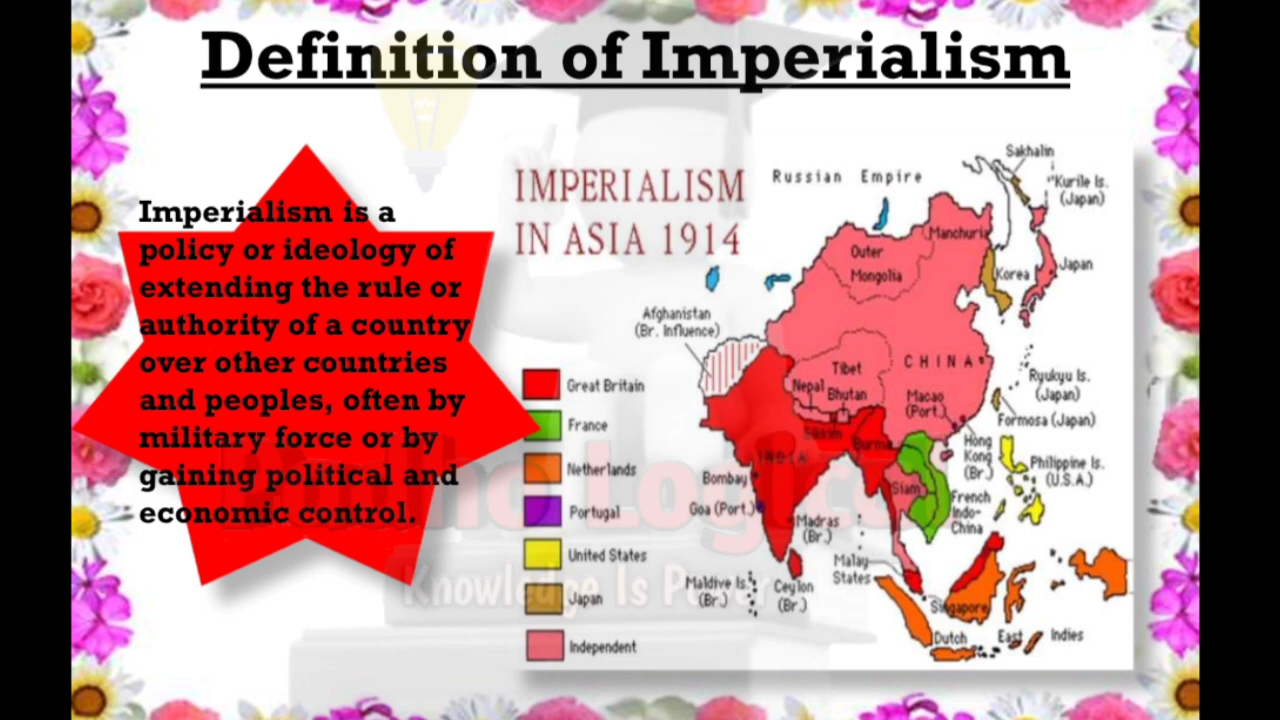 Definition of Imperialism
Imperialism is a
policy or ideology of
extending the rule or
authority of a country
over other countries
and peoples, often by
military force or by
gaining political and
economic control.
IMPERIALISM
IN ASIA 1914
Russian Empire
Sakhalin
Kurile Is.
(Japan)
Manchuria
Outer
Mongolia
Korea
Japan
Afghanistan
(Br. Influence)
CHINA
Tibet
Nepal
Bhutan
Macao
(Port.)
Ryukyu Is.
(Japan)
Formosa (Japan)
Sikkim
Burma
INDIA
Hong
Kong
(Br.)
Philippine Is.
(U.S.A.)
Bombay
Siam
Goa (Port.)
French
Indo-
China
Madras
(Br.)
Malay
States
Maldive Is.
(Br.)
Ceylon
(Br.)
Singapore
Dutch East Indies
Great Britain
France
Netherlands
Portugal
United States
Japan
Independent
Knowledge Is Power